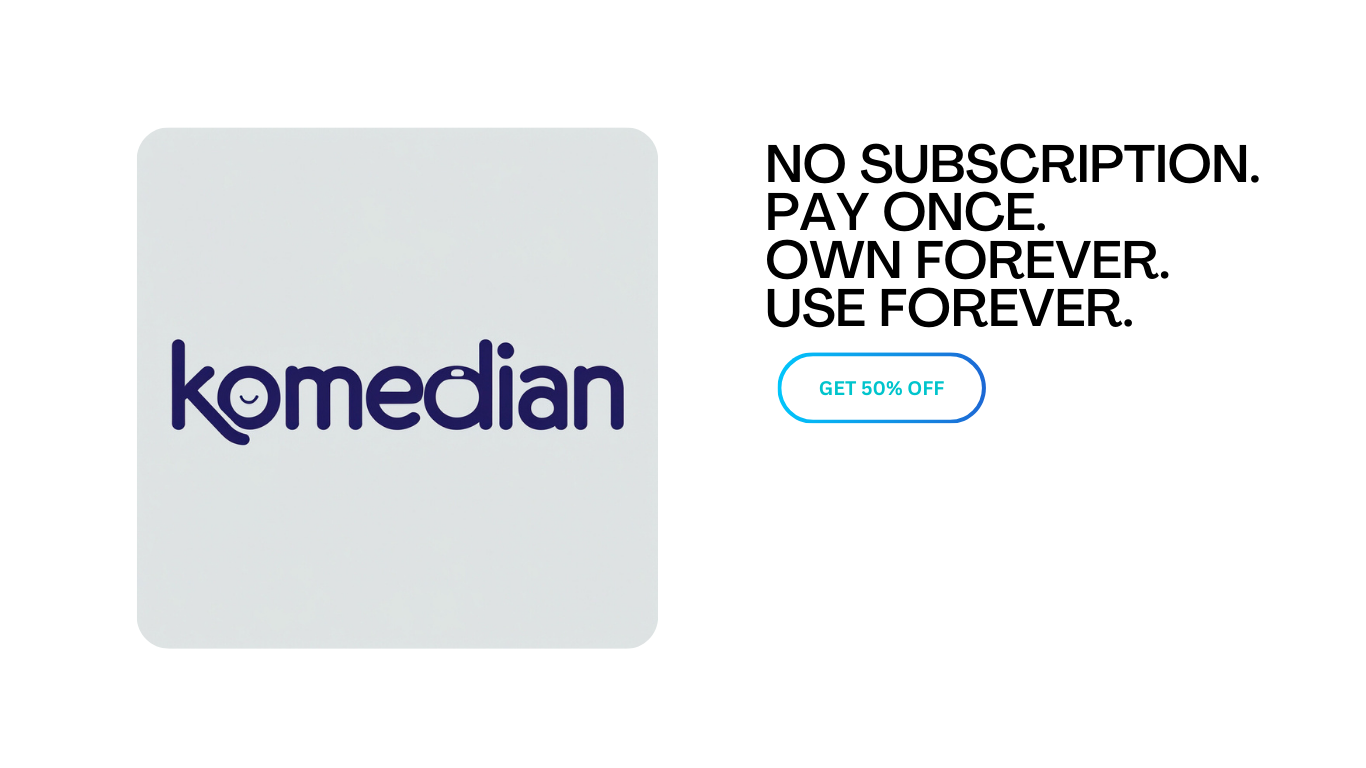 komedian
NO SUBSCRIPTION.
PAY ONCE.
OWN FOREVER.
USE FOREVER.
GET 50% OFF